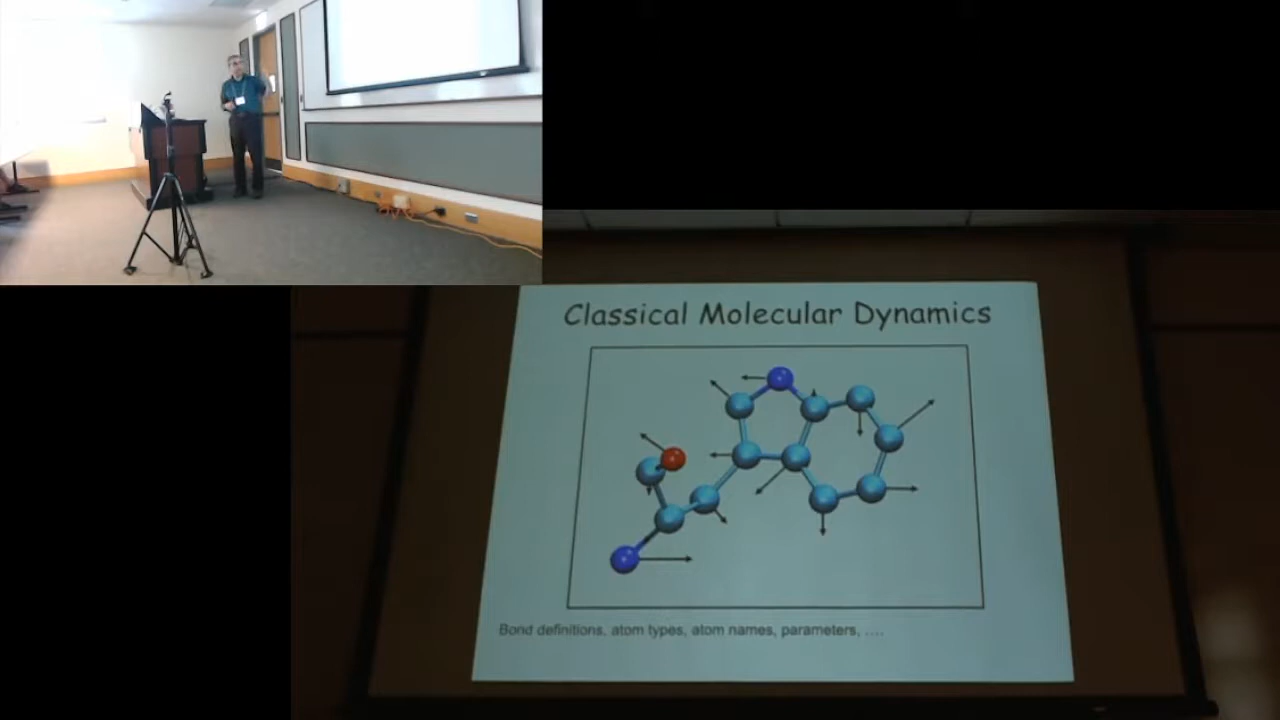 Classical Molecular Dynamics
Bond definitions, atom types, atom names, parameters, ....